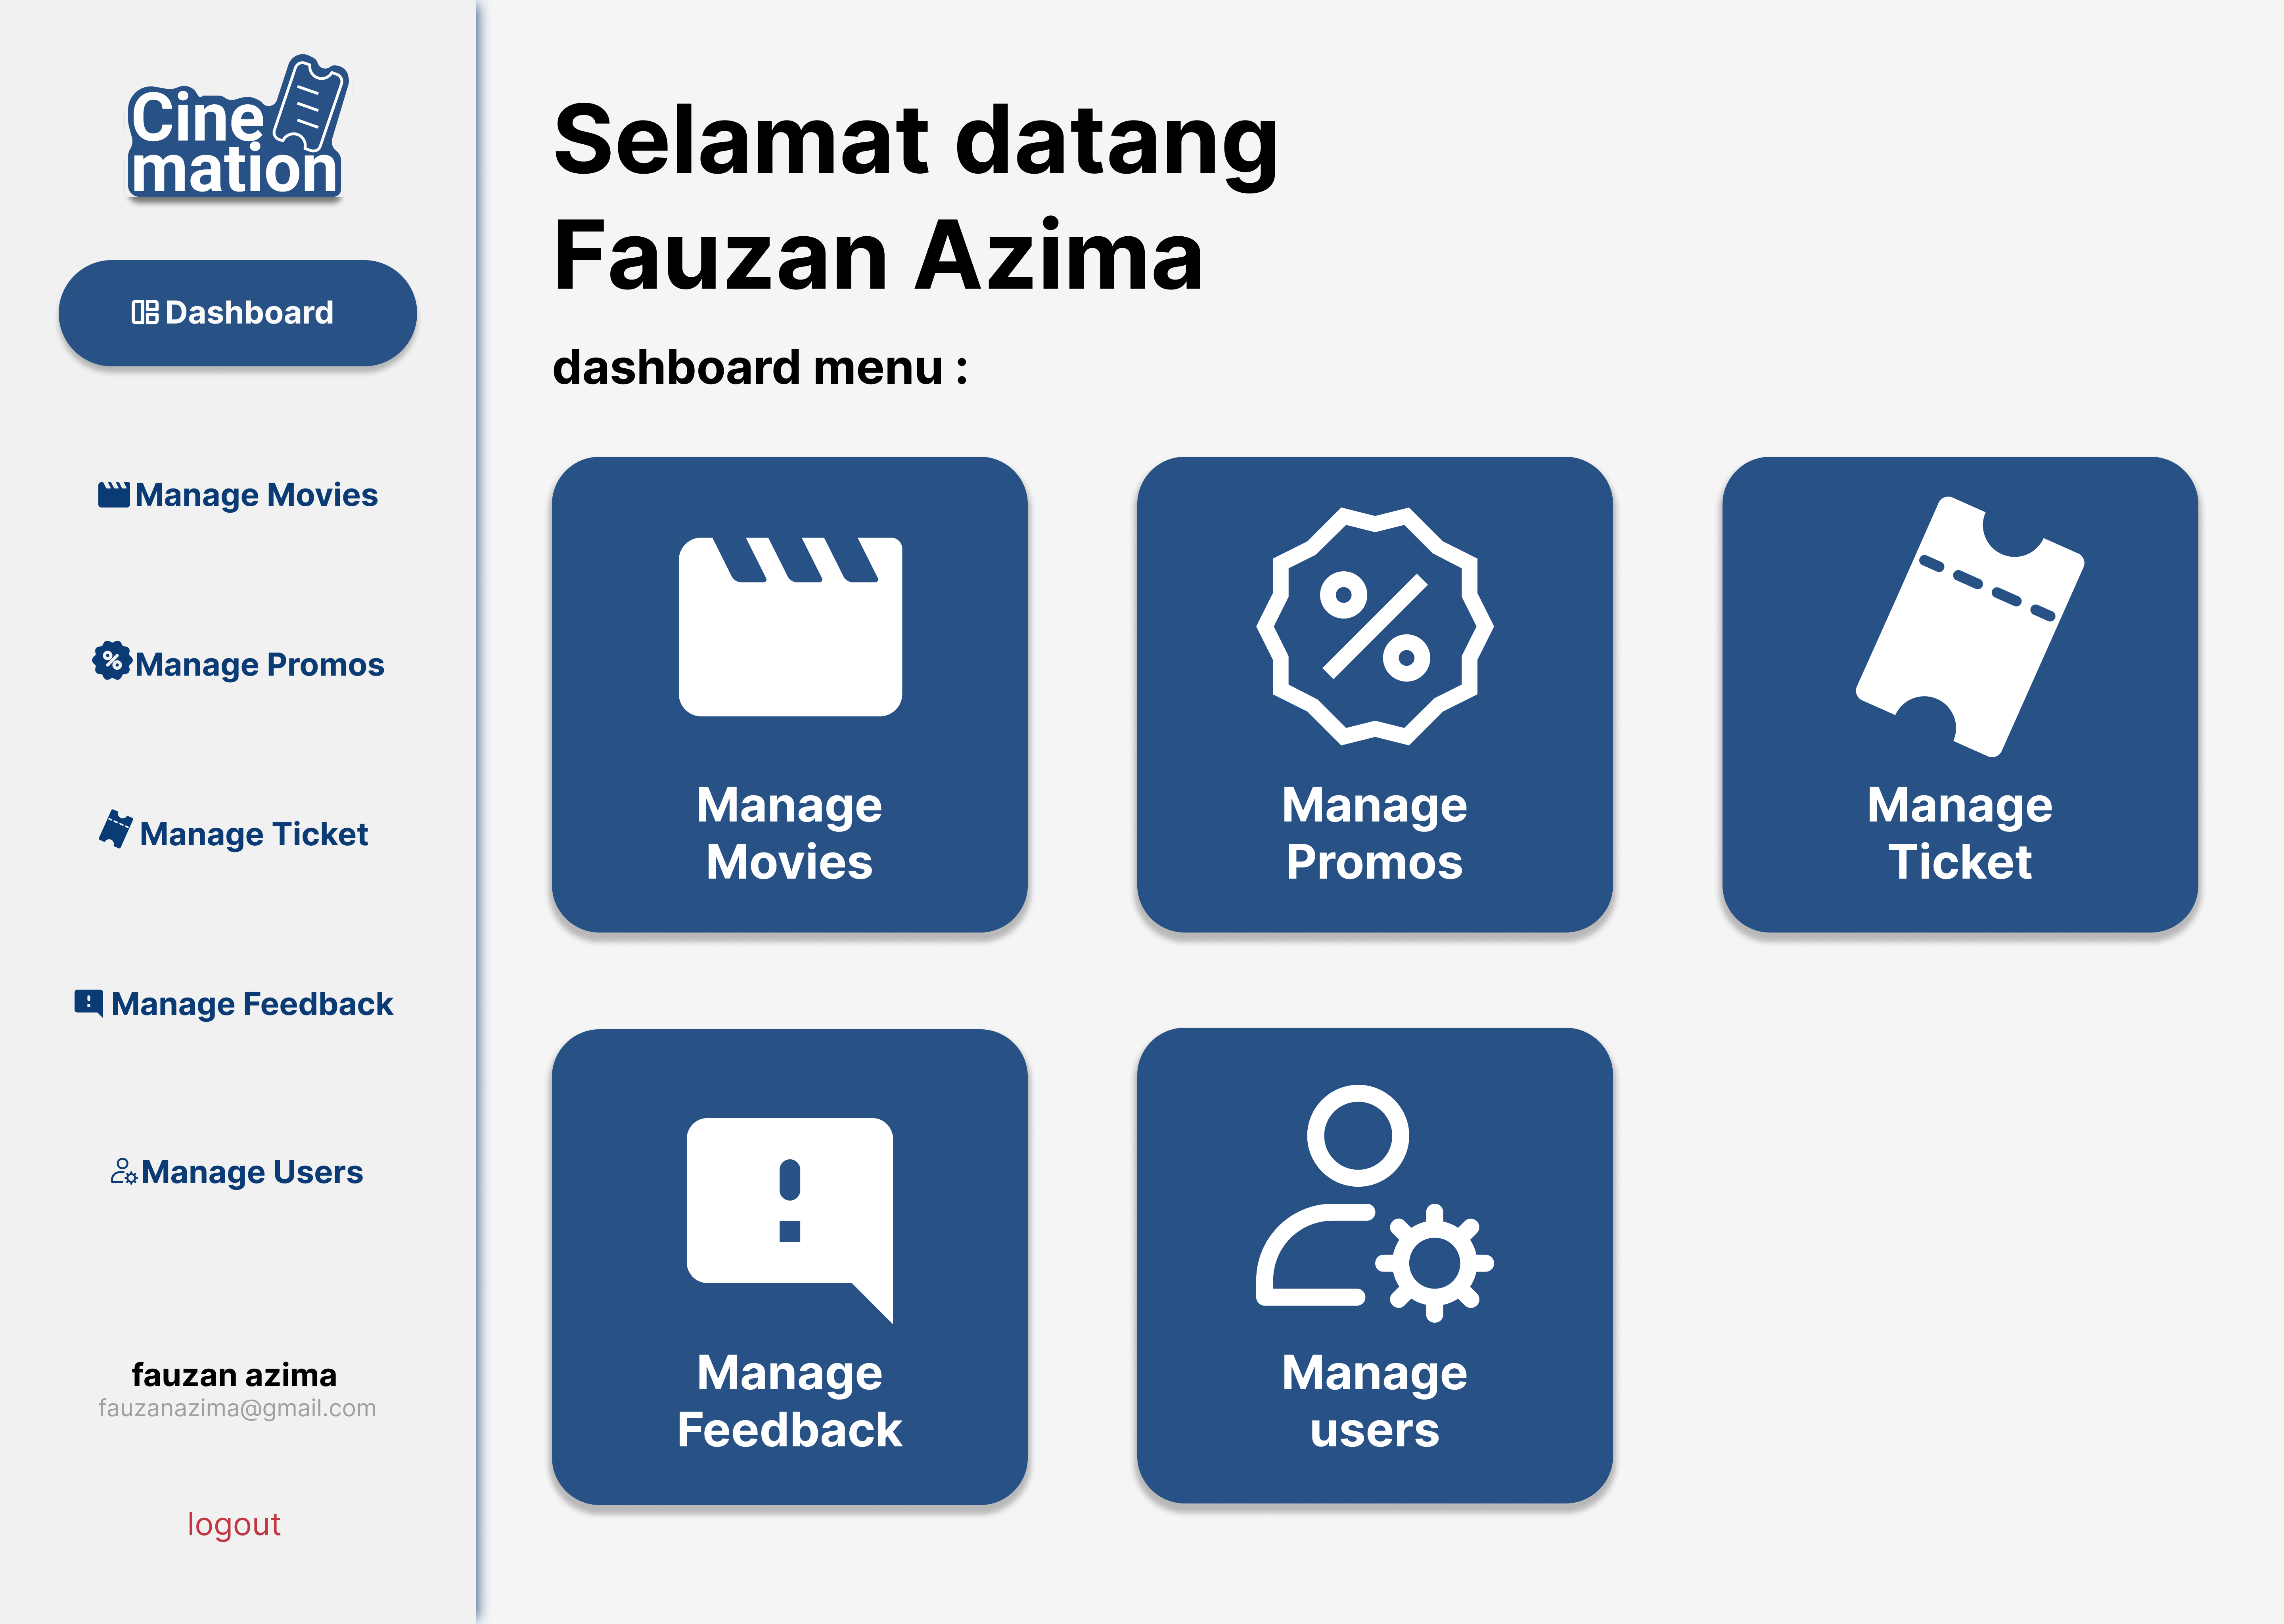 Cine
mation
Dashboard
Manage Movies
Manage Promos
Manage Ticket
Manage Feedback
Manage Users
fauzan azima
fauzanazima@gmail.com
logout
Selamat datang
Fauzan Azima
dashboard menu :
Manage
Movies
Manage
Promos
Manage
Ticket
Manage
Feedback
Manage
users